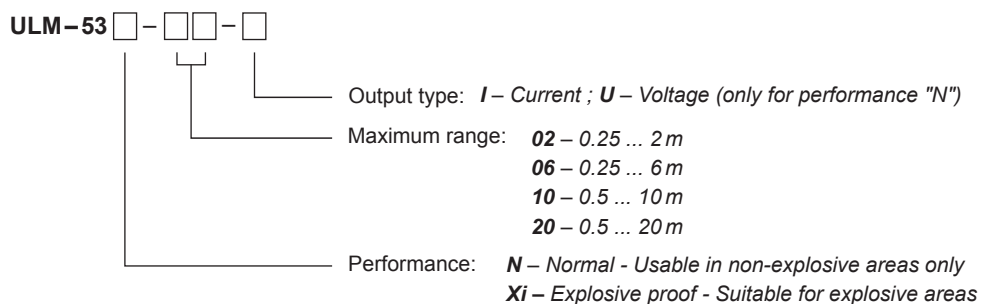 ULM – 53 □ – □□ – □
Output type: I – Current ; U – Voltage (only for performance "N")
Maximum range: 02 – 0.25 ... 2 m
06 – 0.25 ... 6 m
10 – 0.5 ... 10 m
20 – 0.5 ... 20 m
Performance: N – Normal - Usable in non-explosive areas only
Xi – Explosive proof - Suitable for explosive areas